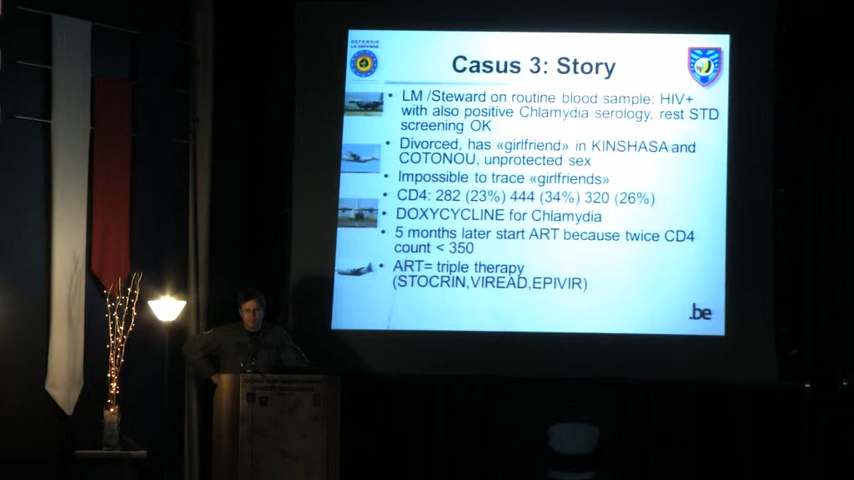 DEFENSIE
LA DEFENSE
Casus 3: Story
• LM /Steward on routine blood sample: HIV+
with also positive Chlamydia serology, rest STD
screening OK
• Divorced, has «girlfriend» in KINSHASA and
COTONOU, unprotected sex
• Impossible to trace «girlfriends»
• CD4: 282 (23%) 444 (34%) 320 (26%)
• DOXYCYCLINE for Chlamydia
• 5 months later start ART because twice CD4
count < 350
• ART= triple therapy
(STOCRIN,VIREAD,EPIVIR)
.be